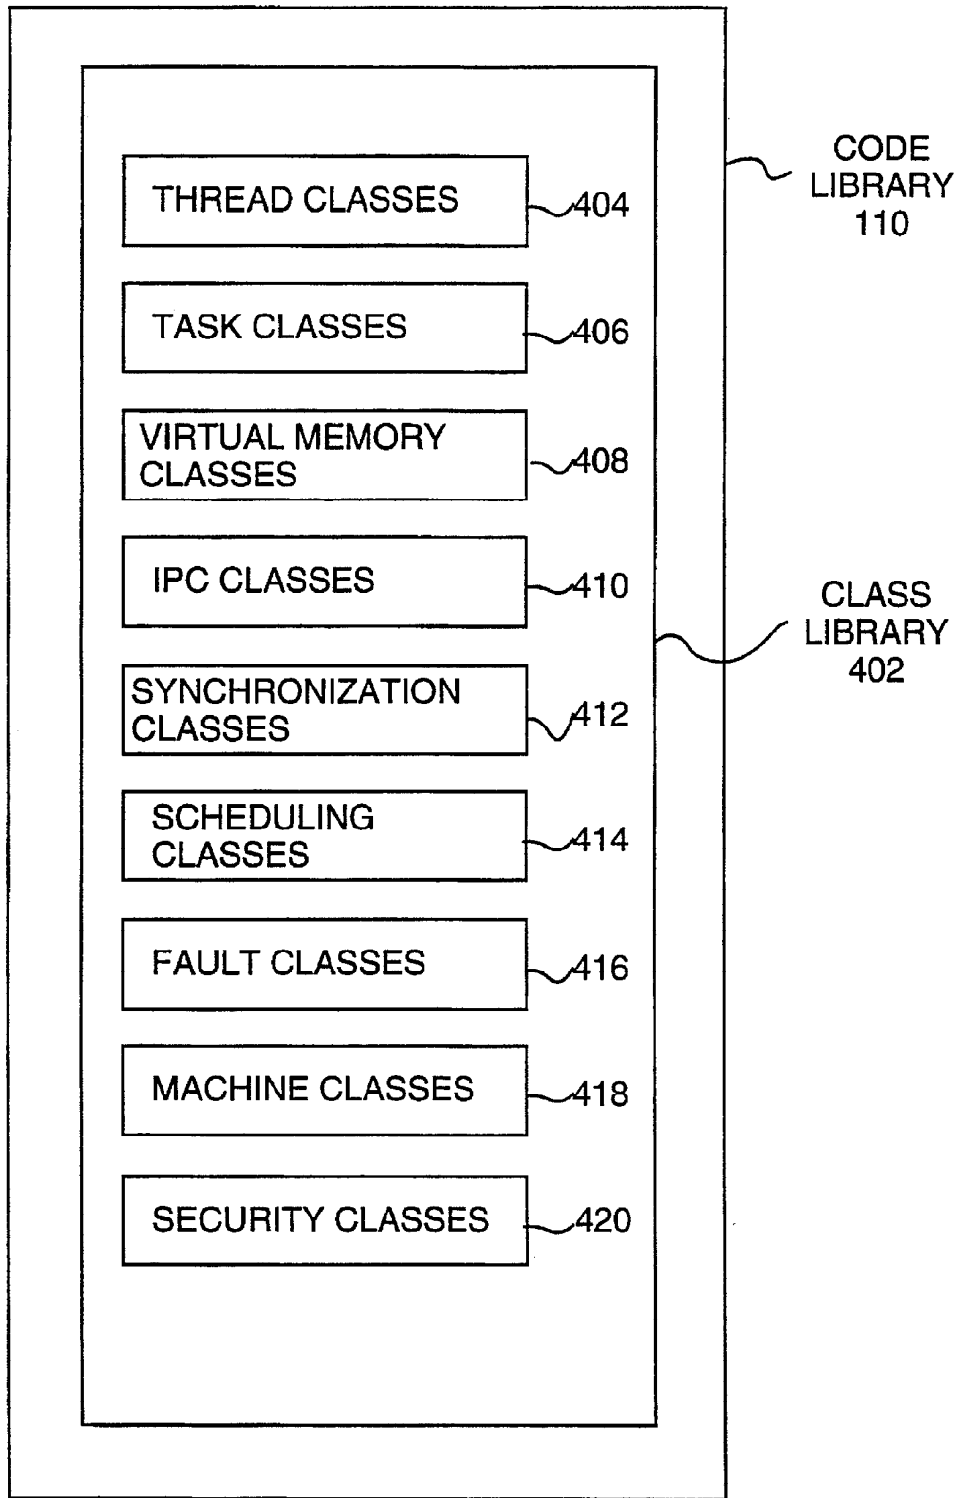 THREAD CLASSES
404
TASK CLASSES
406
VIRTUAL MEMORY
CLASSES
408
IPC CLASSES
410
SYNCHRONIZATION
CLASSES
412
SCHEDULING
CLASSES
414
FAULT CLASSES
416
MACHINE CLASSES
418
SECURITY CLASSES
420
CODE
LIBRARY
110
CLASS
LIBRARY
402